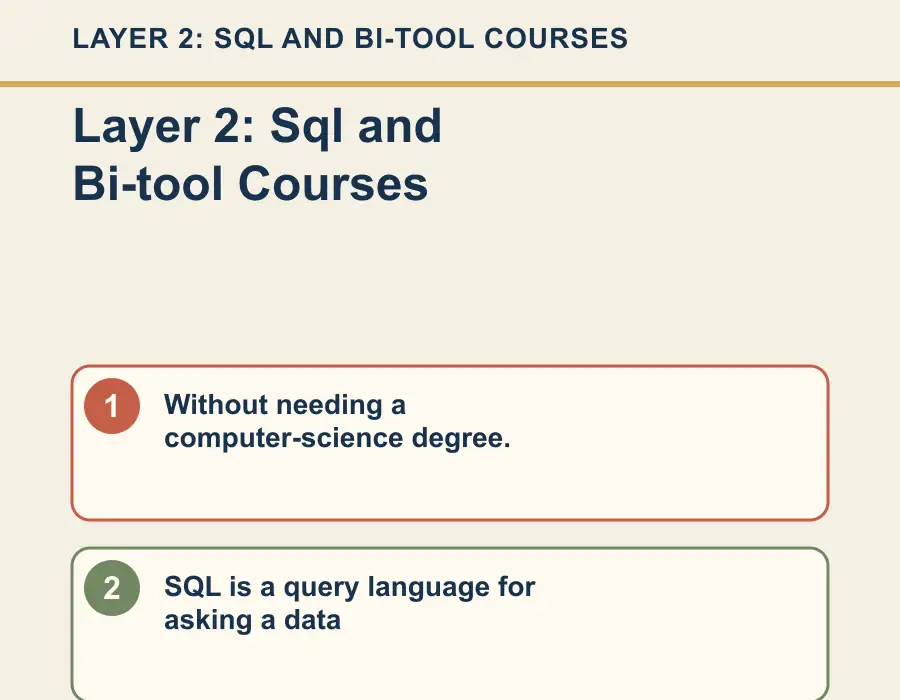 LAYER 2: SQL AND BI-TOOL COURSES
Layer 2: Sql and
Bi-tool Courses
1
Without needing a
computer-science degree.
2
SQL is a query language for
asking a data